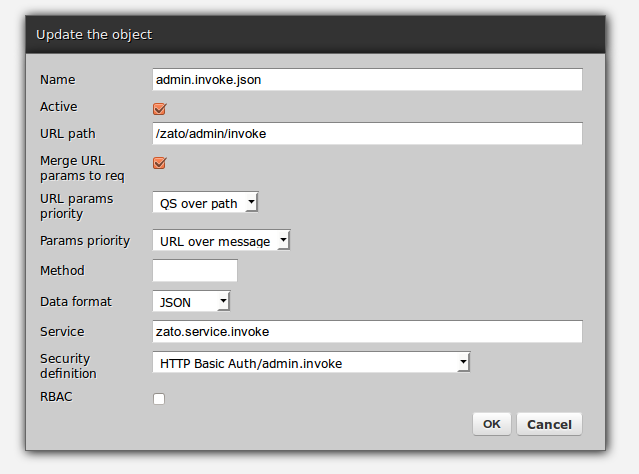 Update the object
Name admin.invoke.json
Active
URL path /zato/admin/invoke
Merge URL
params to req
URL params
priority QS over path
Params priority URL over message
Method
Data format JSON
Service zato.service.invoke
Security
definition HTTP Basic Auth/admin.invoke
RBAC
OK Cancel